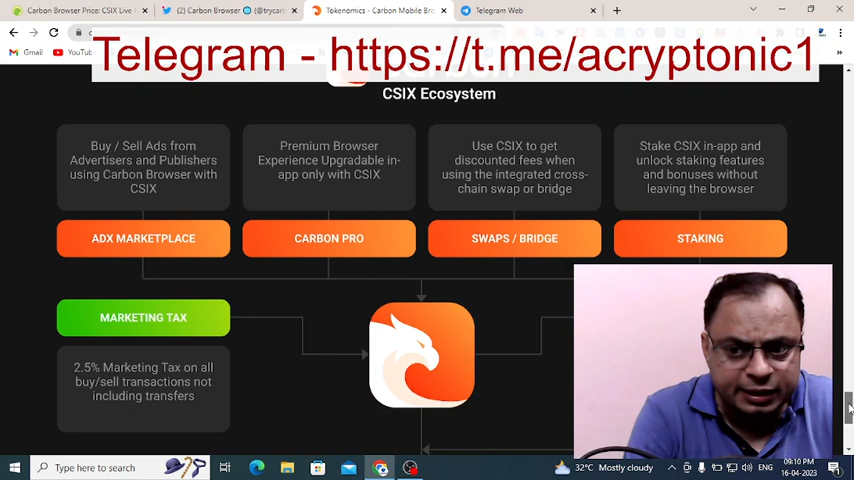 Carbon Browser Price: CSIX Live
(2) Carbon Browser
(@trycarb
Tokenomics - Carbon Mobile Bro
Telegram Web
Gmail
YouTub
Telegram - https://t.me/acryptonic1
CSIX Ecosystem
Buy / Sell Ads from
Advertisers and Publishers
using Carbon Browser with
CSIX
Premium Browser
Experience Upgradable in-
app only with CSIX
Use CSIX to get
discounted fees when
using the integrated cross-
chain swap or bridge
Stake CSIX in-app and
unlock staking features
and bonuses without
leaving the browser
ADX MARKETPLACE
CARBON PRO
SWAPS / BRIDGE
STAKING
MARKETING TAX
2.5% Marketing Tax on all
buy/sell transactions not
including transfers
Type here to search
32°C Mostly cloudy
ENG
09:10 PM
16-04-2023